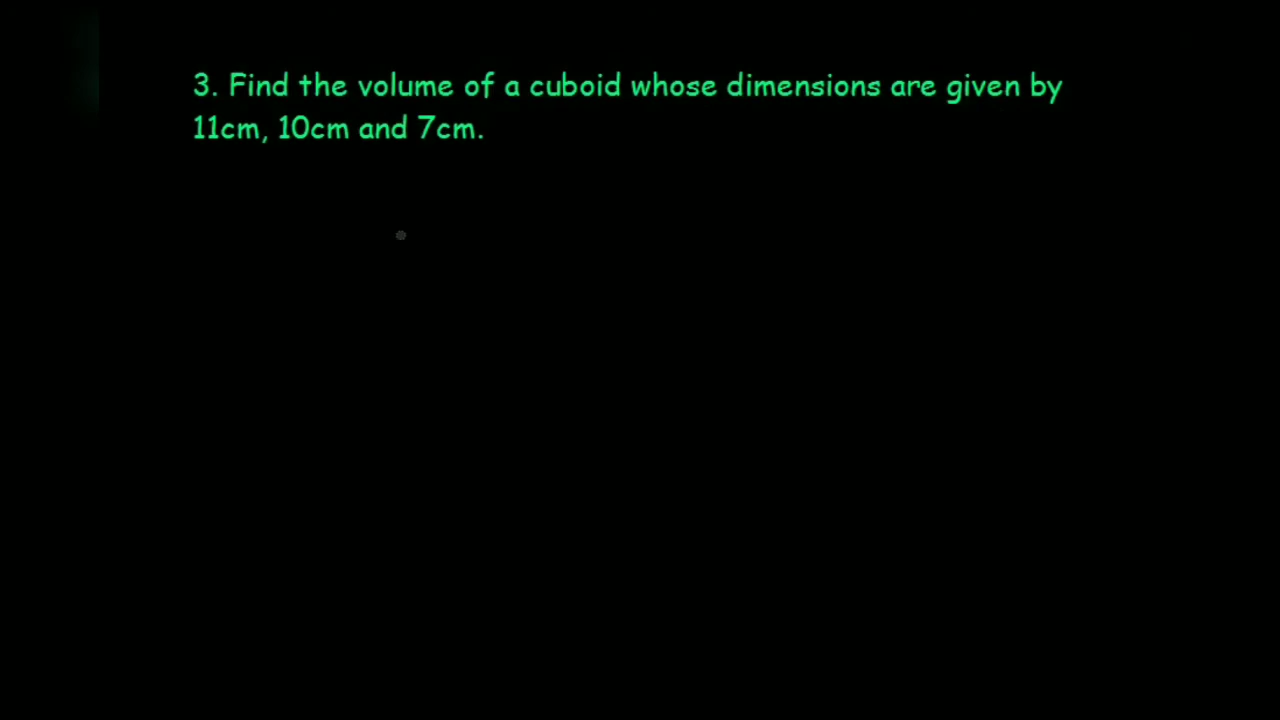 3. Find the volume of a cuboid whose dimensions are given by
11cm, 10cm and 7cm.